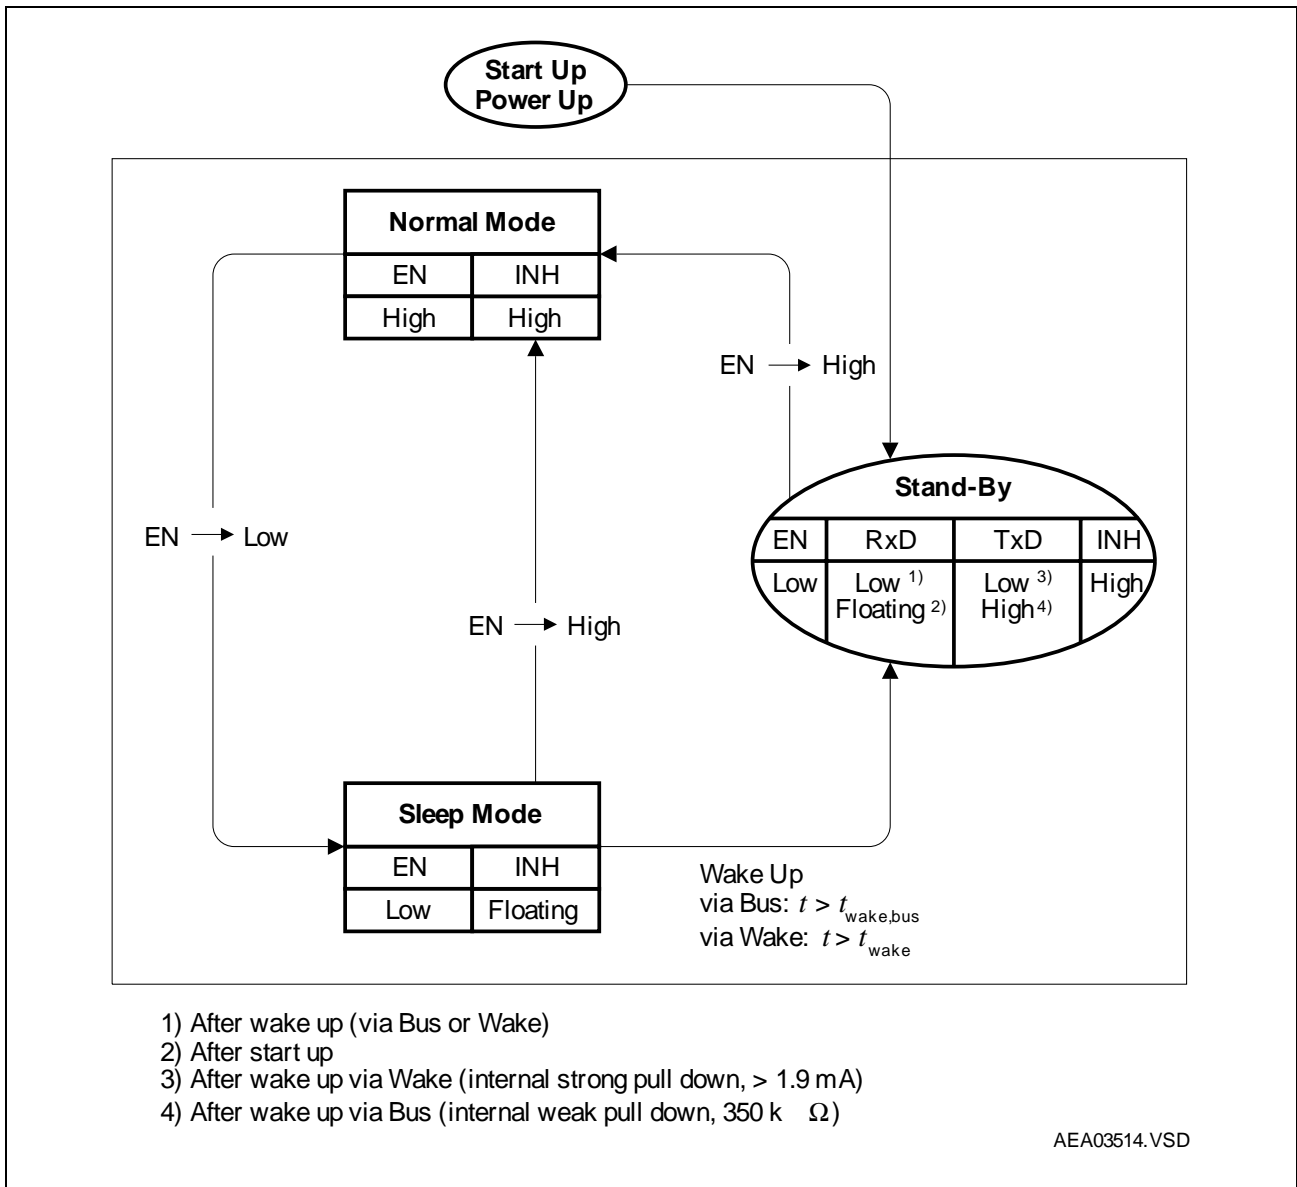 Start Up
Power Up
Normal Mode
EN INH
High High
EN → High
Stand-By
EN RxD TxD INH
Low Low 1) Low 3) High
Floating 2) High 4)
EN → Low
EN → High
Sleep Mode
EN INH
Low Floating
Wake Up
via Bus: t > t wake,bus
via Wake: t > t wake
1) After wake up (via Bus or Wake)
2) After start up
3) After wake up via Wake (internal strong pull down, > 1.9 mA)
4) After wake up via Bus (internal weak pull down, 350 k Ω)
AEA03514.VSD